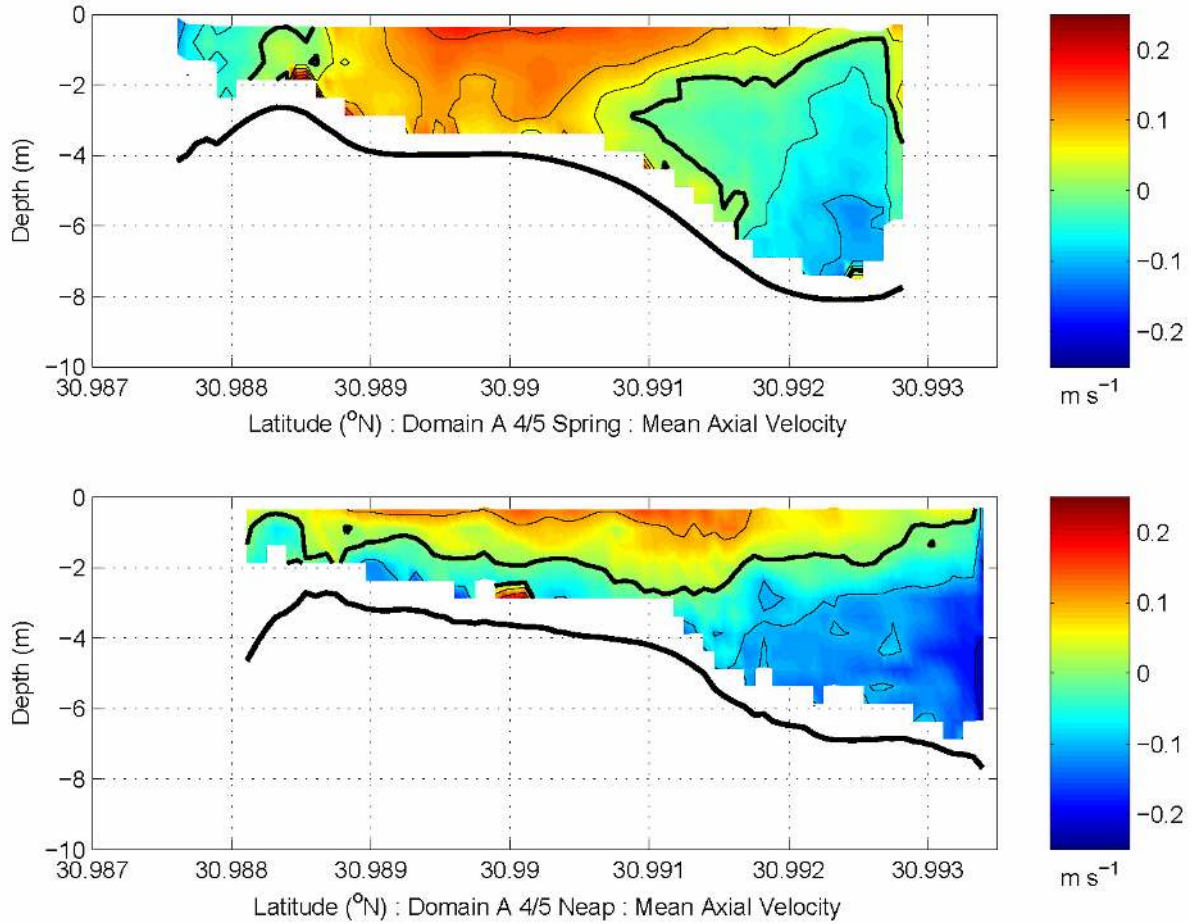 0
−2
−4
−6
−8
−10
Depth (m)
30.987 30.988 30.989 30.99 30.991 30.992 30.993
Latitude (°N) : Domain A 4/5 Spring : Mean Axial Velocity
0.2
0.1
0
−0.1
−0.2
m s⁻¹
0
−2
−4
−6
−8
−10
Depth (m)
30.987 30.988 30.989 30.99 30.991 30.992 30.993
Latitude (°N) : Domain A 4/5 Neap : Mean Axial Velocity
0.2
0.1
0
−0.1
−0.2
m s⁻¹